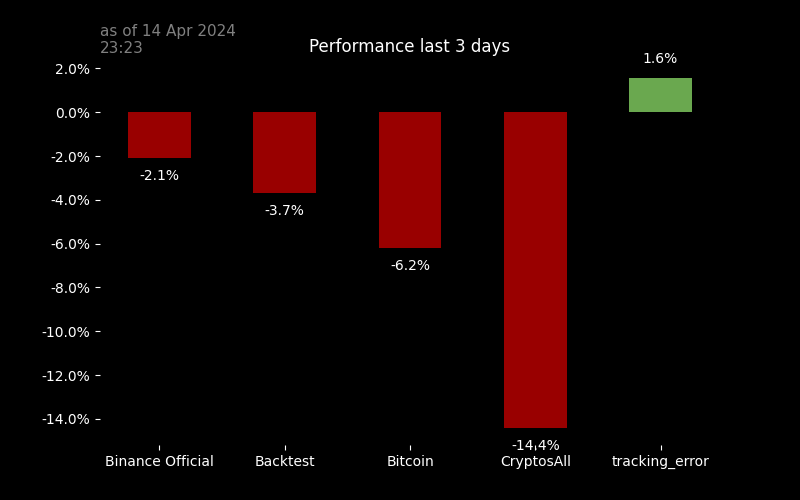 as of 14 Apr 2024
23:23
Performance last 3 days
2.0%
0.0%
-2.0%
-4.0%
-6.0%
-8.0%
-10.0%
-12.0%
-14.0%
1.6%
-2.1%
-3.7%
-6.2%
-14.4%
Binance Official
Backtest
Bitcoin
CryptosAll
tracking_error